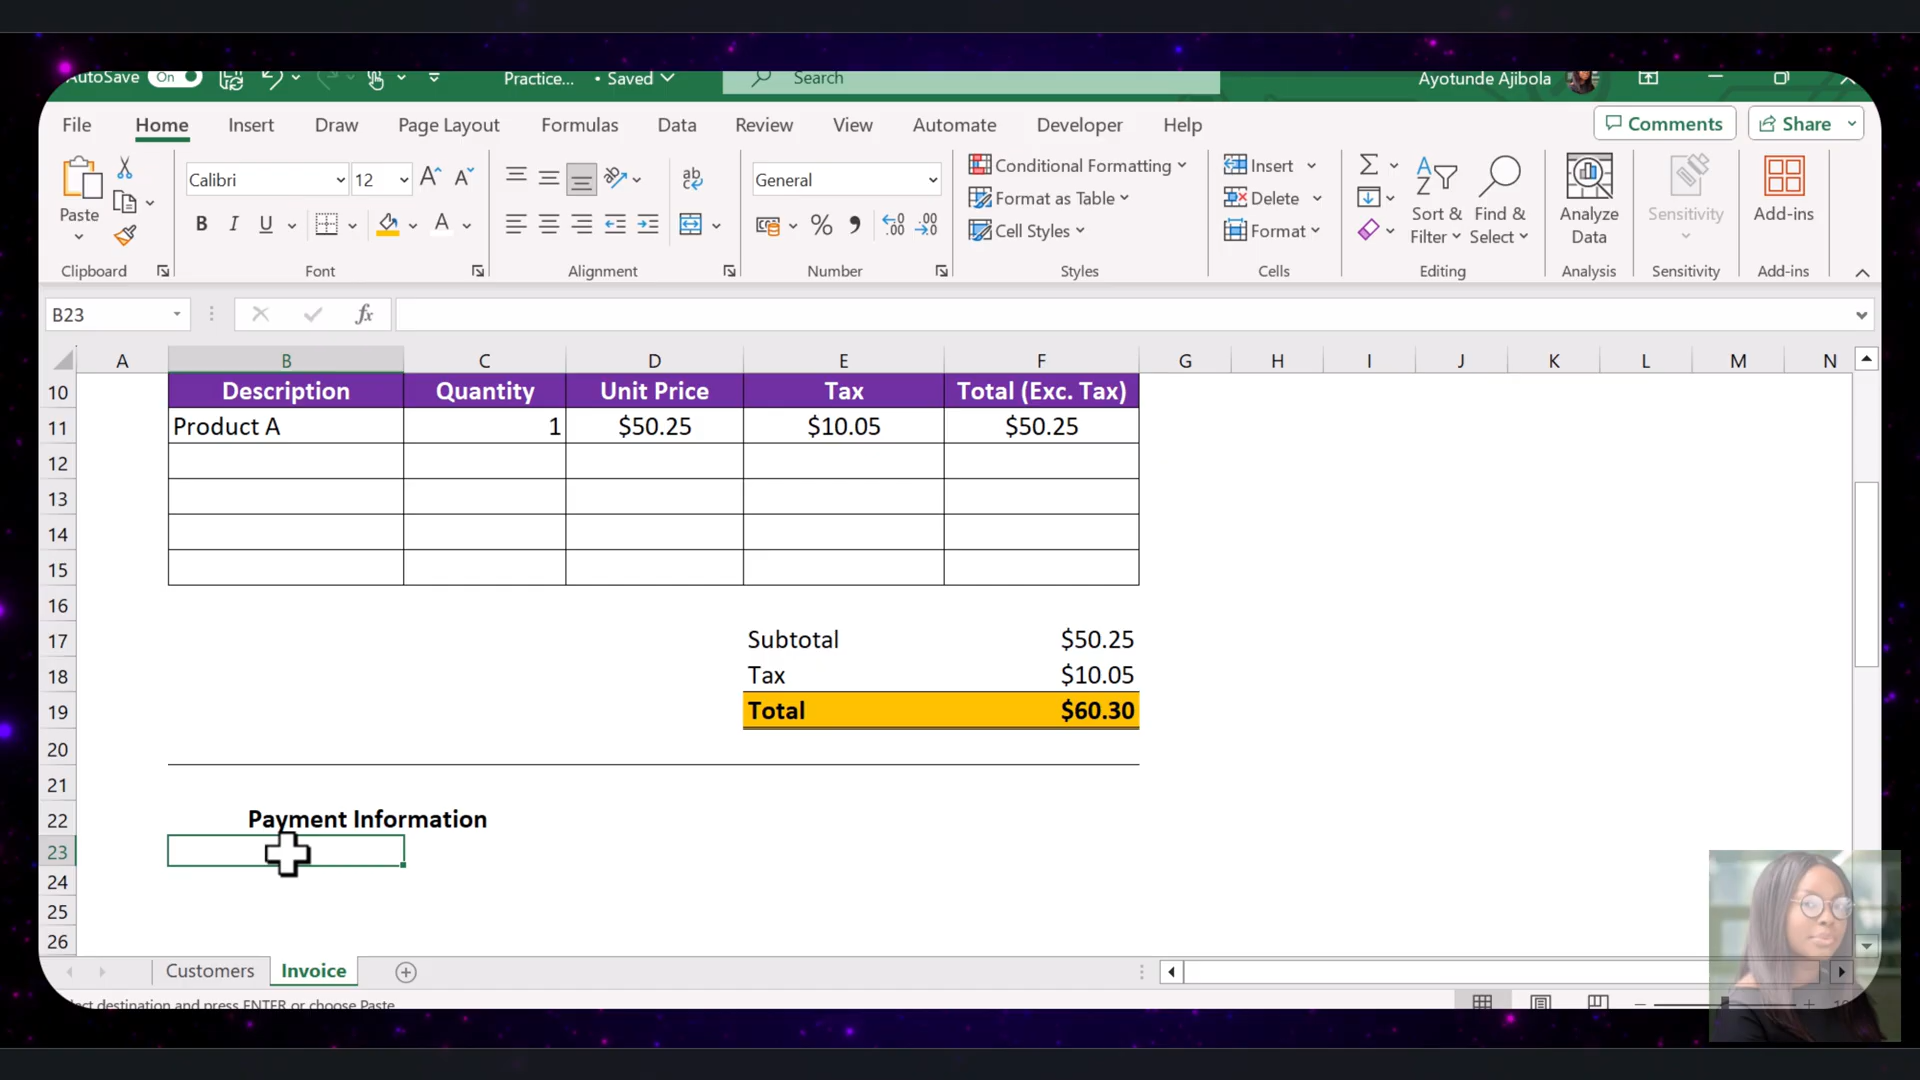 AutoSave On Practice... • Saved Search Ayotunde Ajibola
File Home Insert Draw Page Layout Formulas Data Review View Automate Developer Help Comments Share
Paste
Calibri 12
General
Conditional Formatting
Format as Table
Cell Styles
Insert
Delete
Format
Sort & Filter
Find & Select
Analyze Data
Sensitivity
Add-ins
Clipboard Font Alignment Number Styles Cells Editing Analysis Sensitivity Add-ins
B23 fx
A B C D E F G H I J K L M N
10 Description Quantity Unit Price Tax Total (Exc. Tax)
11 Product A 1 $50.25 $10.05 $50.25
12
13
14
15
16
17 Subtotal $50.25
18 Tax $10.05
19 Total $60.30
20
21
22 Payment Information
23
24
25
26
Customers Invoice
destination and press ENTER or choose Paste